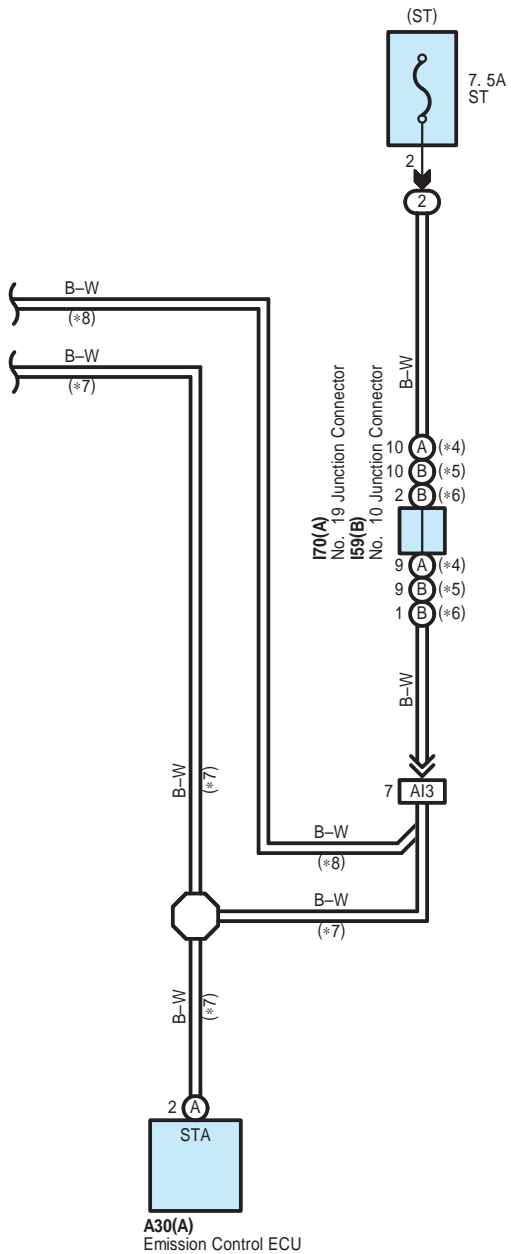 (ST)
7. 5A
ST
2
2
B–W
(∗8)
B–W
(∗7)
B–W
I70(A)
No. 19 Junction Connector
I59(B)
No. 10 Junction Connector
10 A (∗4)
10 B (∗5)
2 B (∗6)
9 A (∗4)
9 B (∗5)
1 B (∗6)
B–W
7 AI3
B–W
(∗7)
B–W
(∗8)
B–W
(∗7)
B–W
(∗7)
2 A
STA
A30(A)
Emission Control ECU